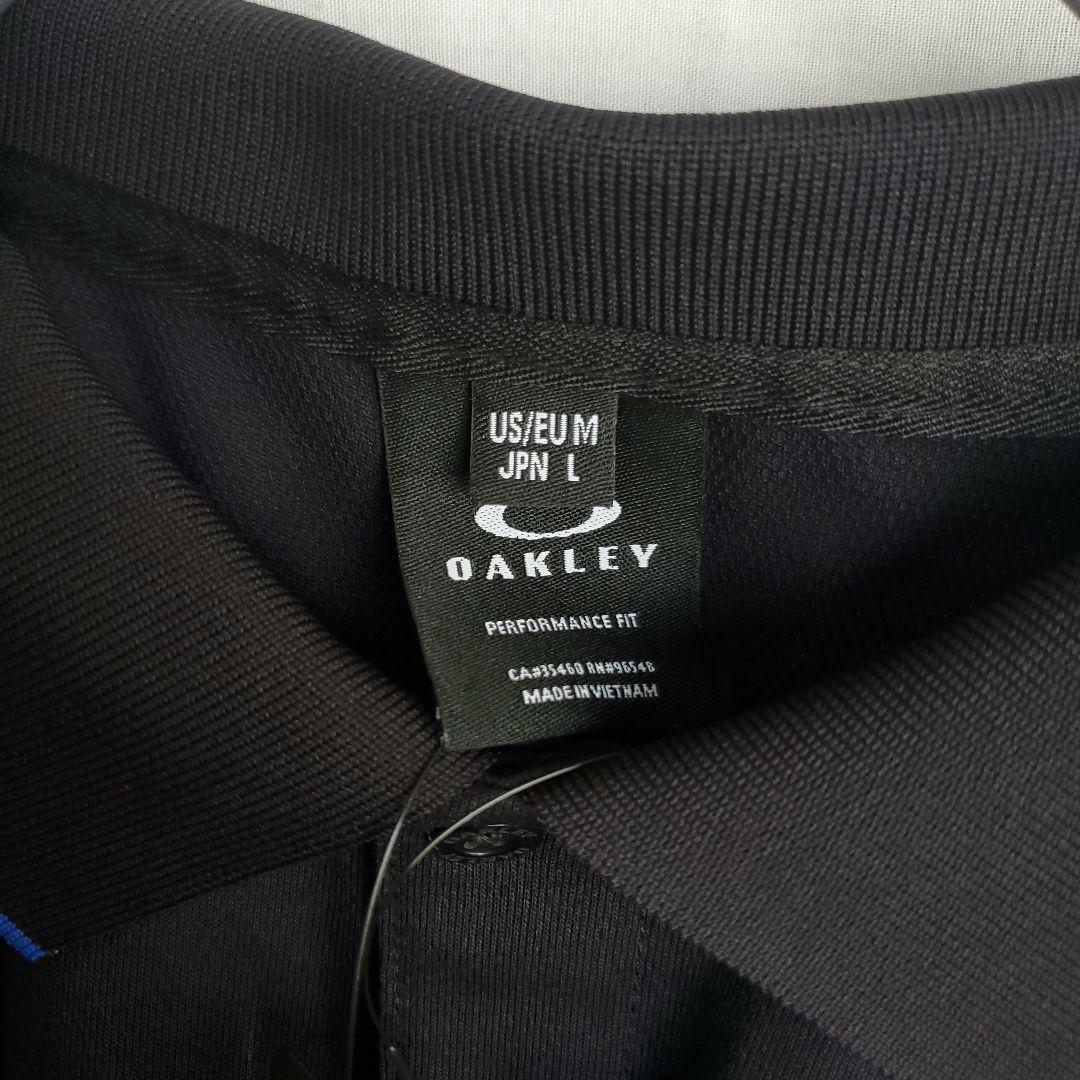 US/EU M
JPN L
OAKLEY
PERFORMANCE FIT
CA#35460 RN#96548
MADE IN VIETNAM